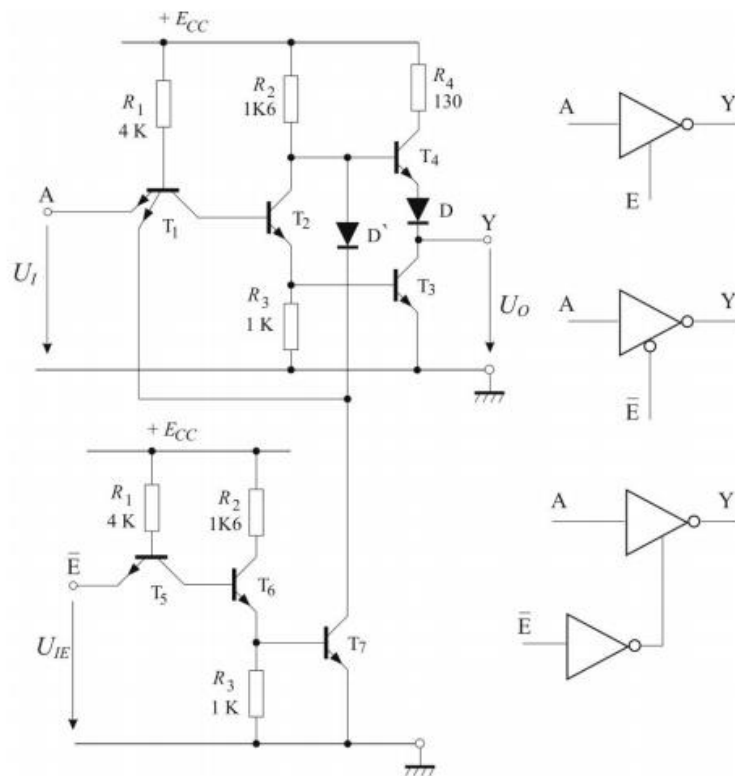 + E_CC
R_1
4 K
R_2
1K6
R_4
130
A
T_1
T_2
T_4
D
D`
Y
U_I
R_3
1 K
T_3
U_O
+ E_CC
R_1
4 K
R_2
1K6
E̅
T_5
T_6
U_IE
T_7
R_3
1 K
A
Y
E
A
Y
E̅
A
Y
E̅